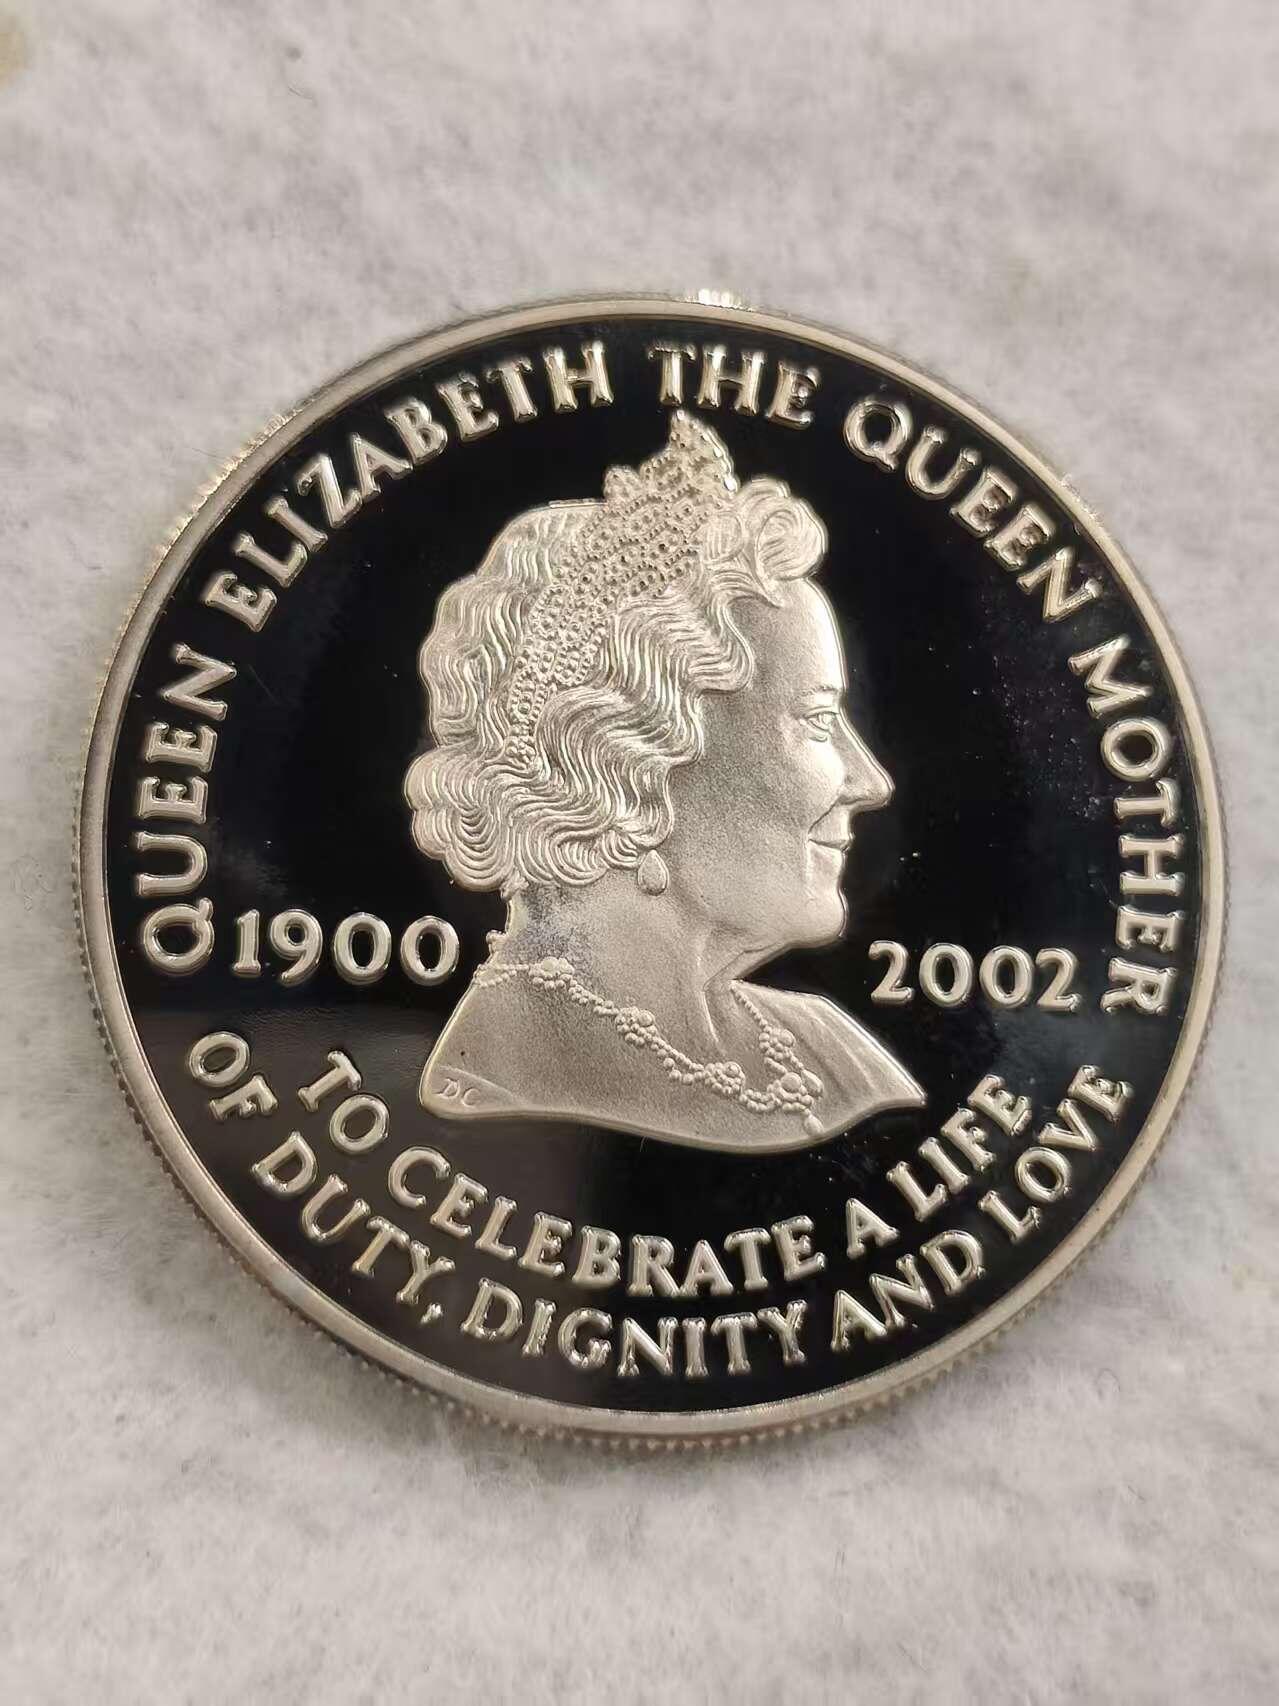 QUEEN ELIZABETH THE QUEEN MOTHER
1900
2002
DC
TO CELEBRATE A LIFE
OF DUTY, DIGNITY AND LOVE